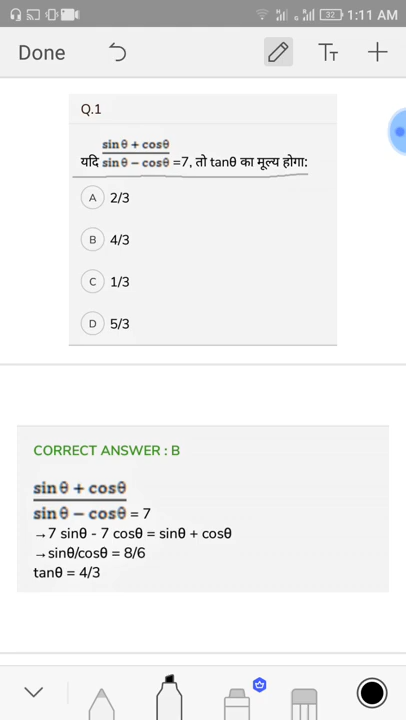 32 1:11 AM
Done
Q.1
sinθ + cosθ
यदि sinθ – cosθ =7, तो tanθ का मूल्य होगा:
A 2/3
B 4/3
C 1/3
D 5/3
CORRECT ANSWER : B
sinθ + cosθ
sinθ – cosθ = 7
→7 sinθ - 7 cosθ = sinθ + cosθ
→sinθ/cosθ = 8/6
tanθ = 4/3